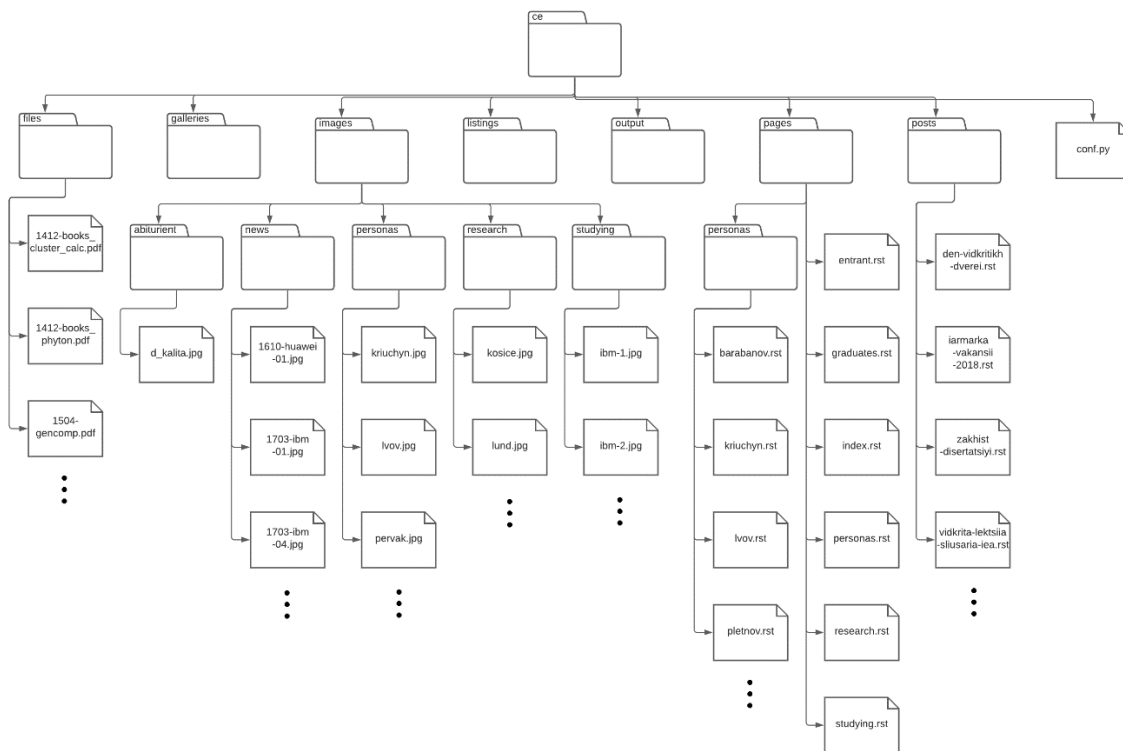 ce
files
galleries
images
listings
output
pages
posts
conf.py
1412-books_
cluster_calc.pdf
1412-books_
phyton.pdf
1504-
gencomp.pdf
abiturient
news
personas
research
studying
d_kalita.jpg
1610-huawei
-01.jpg
1703-ibm
-01.jpg
1703-ibm
-04.jpg
kriuchyn.jpg
lvov.jpg
pervak.jpg
kosice.jpg
lund.jpg
ibm-1.jpg
ibm-2.jpg
personas
barabanov.rst
kriuchyn.rst
lvov.rst
pletnov.rst
entrant.rst
graduates.rst
index.rst
personas.rst
research.rst
studying.rst
den-vidkritikh
-dverei.rst
iarmarka
-vakansii
-2018.rst
zakhist
-disertatsiyi.rst
vidkrita-lektsiia
-sliusaria-iea.rst